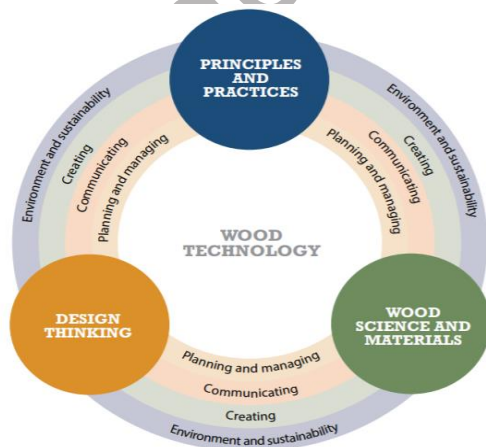 PRINCIPLES
AND
PRACTICES
Environment and sustainability
Creating
Communicating
Planning and managing
Environment and sustainability
Creating
Communicating
Planning and managing
WOOD
TECHNOLOGY
DESIGN
THINKING
WOOD
SCIENCE AND
MATERIALS
Planning and managing
Communicating
Creating
Environment and sustainability